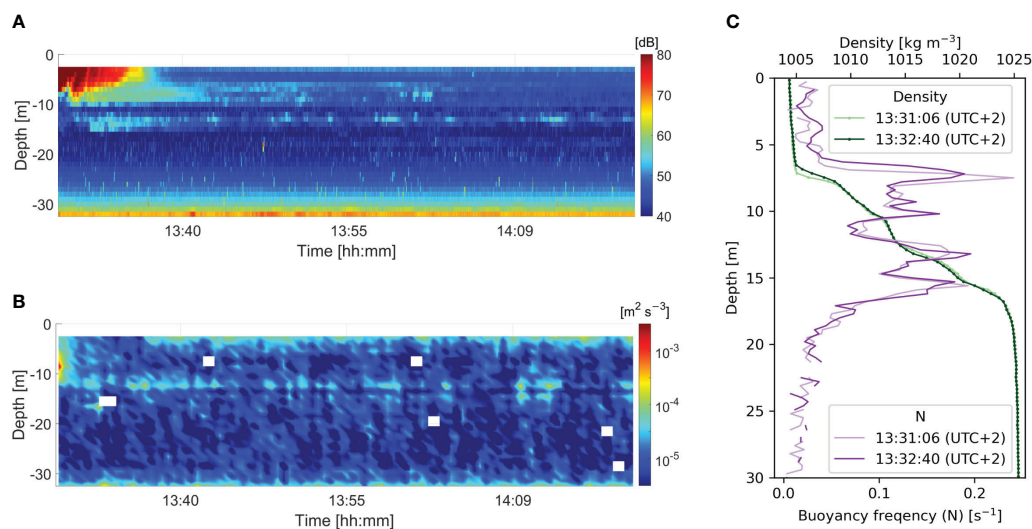 A
[dB]
0
-10
-20
-30
Depth [m]
13:40
13:55
14:09
Time [hh:mm]
80
70
60
50
40
B
[m² s⁻³]
0
-10
-20
-30
Depth [m]
13:40
13:55
14:09
Time [hh:mm]
10⁻³
10⁻⁴
10⁻⁵
C
Density [kg m⁻³]
1005 1010 1015 1020 1025
0
5
10
15
20
25
30
Depth [m]
Density
13:31:06 (UTC+2)
13:32:40 (UTC+2)
N
13:31:06 (UTC+2)
13:32:40 (UTC+2)
0.0 0.1 0.2
Buoyancy freqency (N) [s⁻¹]